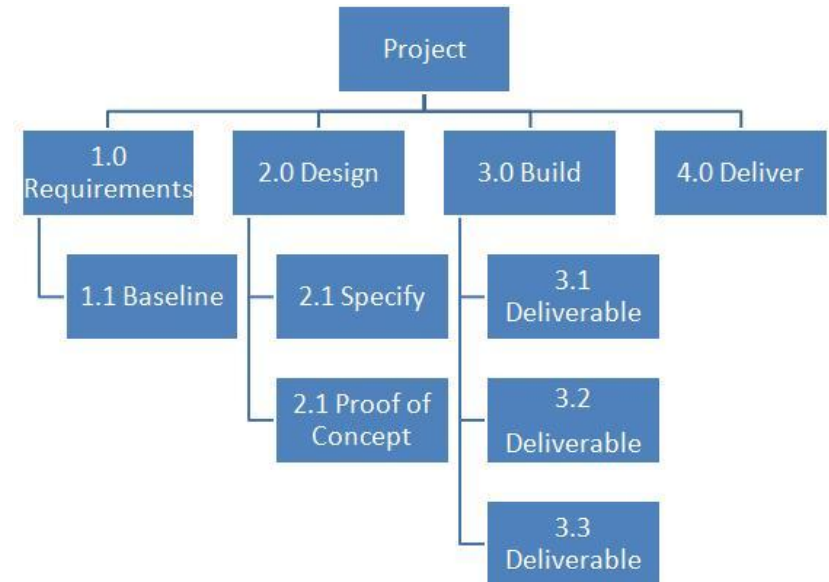 Project
1.0
Requirements
2.0 Design
3.0 Build
4.0 Deliver
1.1 Baseline
2.1 Specify
2.1 Proof of
Concept
3.1
Deliverable
3.2
Deliverable
3.3
Deliverable